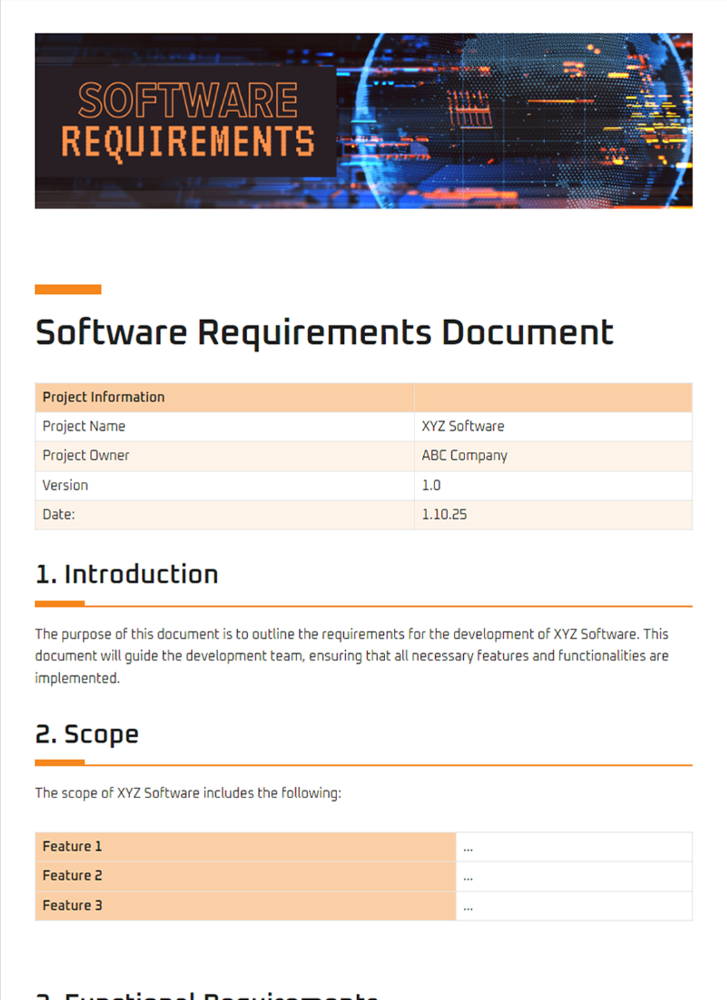 SOFTWARE
REQUIREMENTS
Software Requirements Document
Project Information
Project Name XYZ Software
Project Owner ABC Company
Version 1.0
Date: 1.10.25
1. Introduction
The purpose of this document is to outline the requirements for the development of XYZ Software. This
document will guide the development team, ensuring that all necessary features and functionalities are
implemented.
2. Scope
The scope of XYZ Software includes the following:
Feature 1 ...
Feature 2 ...
Feature 3 ...
3. Functional Requirements